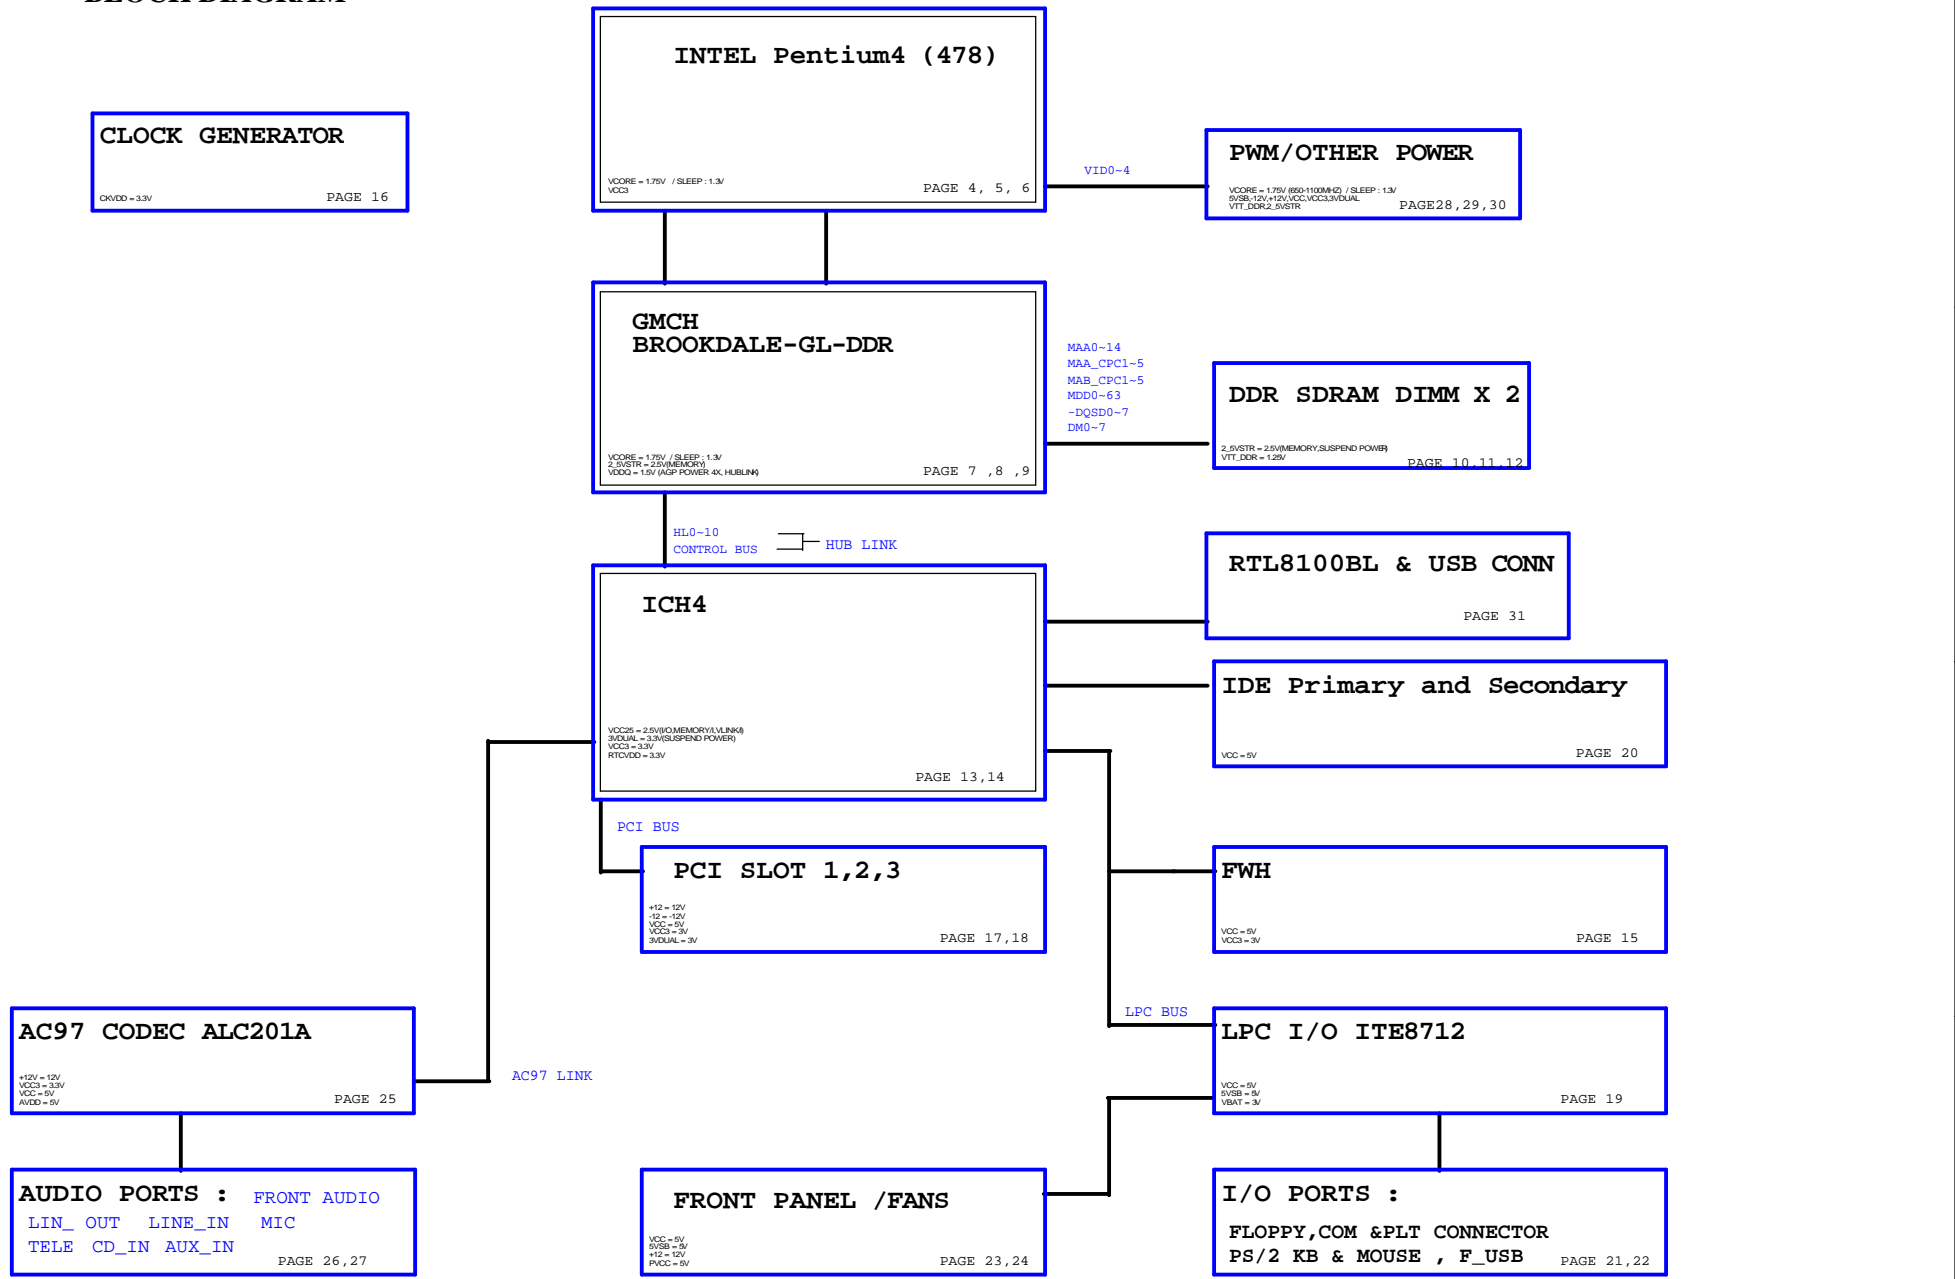 BLOCK DIAGRAM
INTEL Pentium4 (478)
VCORE = 1.75V / SLEEP : 1.3V
VCC3
PAGE 4, 5, 6
CLOCK GENERATOR
CKVDD = 3.3V
PAGE 16
VID0~4
PWM/OTHER POWER
VCORE = 1.75V (650-1100MHZ) / SLEEP : 1.3V
5VSB,-12V,+12V,VCC,VCC3,3VDUAL
VTT_DDR,2_5VSTR
PAGE28,29,30
GMCH
BROOKDALE-GL-DDR
VCORE = 1.75V / SLEEP : 1.3V
2_5VSTR = 2.5V(MEMORY)
VDDQ = 1.5V (AGP POWER 4X, HUBLINK)
PAGE 7 ,8 ,9
MAA0~14
MAA_CPC1~5
MAB_CPC1~5
MDD0~63
-DQSD0~7
DM0~7
DDR SDRAM DIMM X 2
2_5VSTR = 2.5V(MEMORY,SUSPEND POWER)
VTT_DDR = 1.25V
PAGE 10,11,12
HL0~10
CONTROL BUS
HUB LINK
RTL8100BL & USB CONN
PAGE 31
ICH4
VCC25 = 2.5V(I/O,MEMORY/I,VLINK/I)
3VDUAL = 3.3V(SUSPEND POWER)
VCC3 = 3.3V
RTCVDD = 3.3V
PAGE 13,14
IDE Primary and Secondary
VCC = 5V
PAGE 20
PCI BUS
PCI SLOT 1,2,3
+12 = 12V
-12 = -12V
VCC = 5V
VCC3 = 3V
3VDUAL = 3V
PAGE 17,18
FWH
VCC = 5V
VCC3 = 3V
PAGE 15
LPC BUS
AC97 CODEC ALC201A
+12V = 12V
VCC3 = 3.3V
VCC = 5V
AVDD = 5V
PAGE 25
AC97 LINK
LPC I/O ITE8712
VCC = 5V
5VSB = 5V
VBAT = 3V
PAGE 19
AUDIO PORTS : FRONT AUDIO
LIN_ OUT LINE_IN MIC
TELE CD_IN AUX_IN
PAGE 26,27
FRONT PANEL /FANS
VCC = 5V
5VSB = 5V
+12 = 12V
PVCC = 5V
PAGE 23,24
I/O PORTS :
FLOPPY,COM &PLT CONNECTOR
PS/2 KB & MOUSE , F_USB
PAGE 21,22